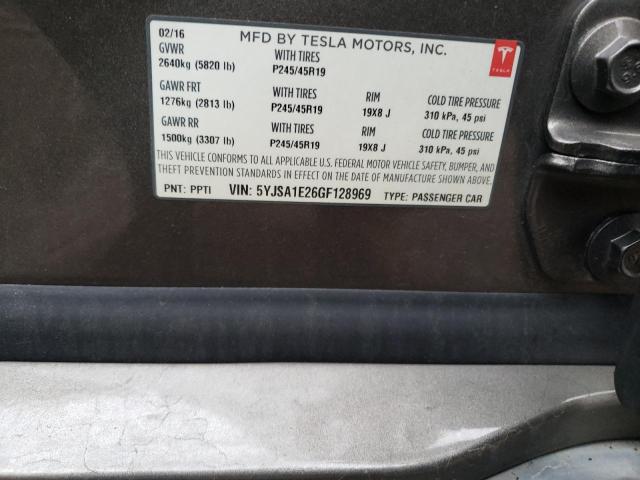 02/16 MFD BY TESLA MOTORS, INC.
GVWR WITH TIRES
2640kg (5820 lb) P245/45R19
TESLA
GAWR FRT WITH TIRES RIM COLD TIRE PRESSURE
1276kg (2813 lb) P245/45R19 19X8 J 310 kPa, 45 psi
GAWR RR WITH TIRES RIM COLD TIRE PRESSURE
1500kg (3307 lb) P245/45R19 19X8 J 310 kPa, 45 psi
THIS VEHICLE CONFORMS TO ALL APPLICABLE U.S. FEDERAL MOTOR VEHICLE SAFETY, BUMPER, AND
THEFT PREVENTION STANDARDS IN EFFECT ON THE DATE OF MANUFACTURE SHOWN ABOVE.
PNT: PPTI VIN: 5YJSA1E26GF128969 TYPE: PASSENGER CAR